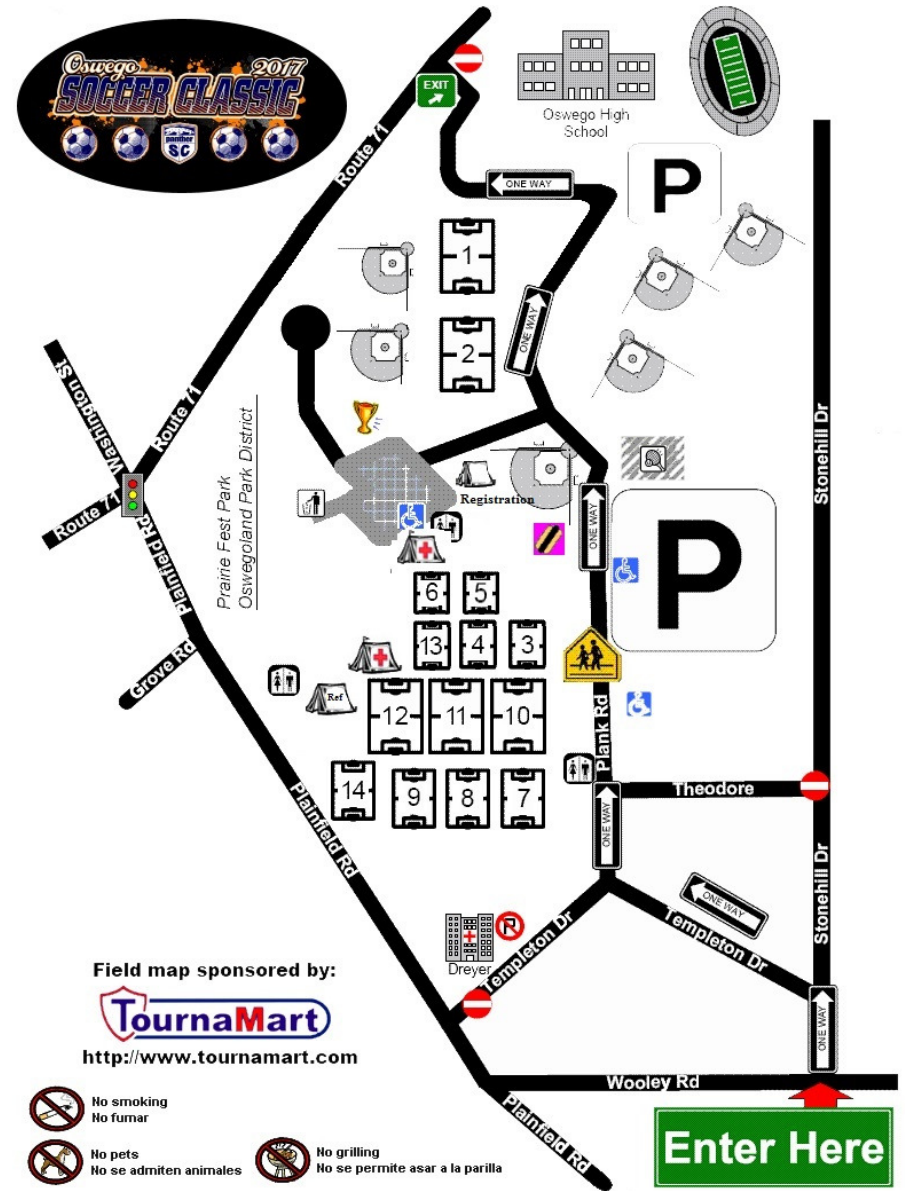 Oswego 2017
SOCCER CLASSIC
panther
SC
EXIT
Oswego High
School
Route 71
ONE WAY
P
1
ONE WAY
2
Washington St
Route 71
Stonehill Dr
Prairie Fest Park
Oswegoland Park District
Registration
Route 71
Plainfield Rd
ONE WAY
P
6
5
13
4
3
Grove Rd
Ref
12
11
10
Plank Rd
14
9
8
7
Theodore
Plainfield Rd
ONE WAY
ONE WAY
Stonehill Dr
Templeton Dr
Templeton Dr
P
Dreyer
Field map sponsored by:
TournaMart
http://www.tournamart.com
ONE WAY
Wooley Rd
Plainfield Rd
No smoking
No fumar
No pets
No se admiten animales
No grilling
No se permite asar a la parilla
Enter Here